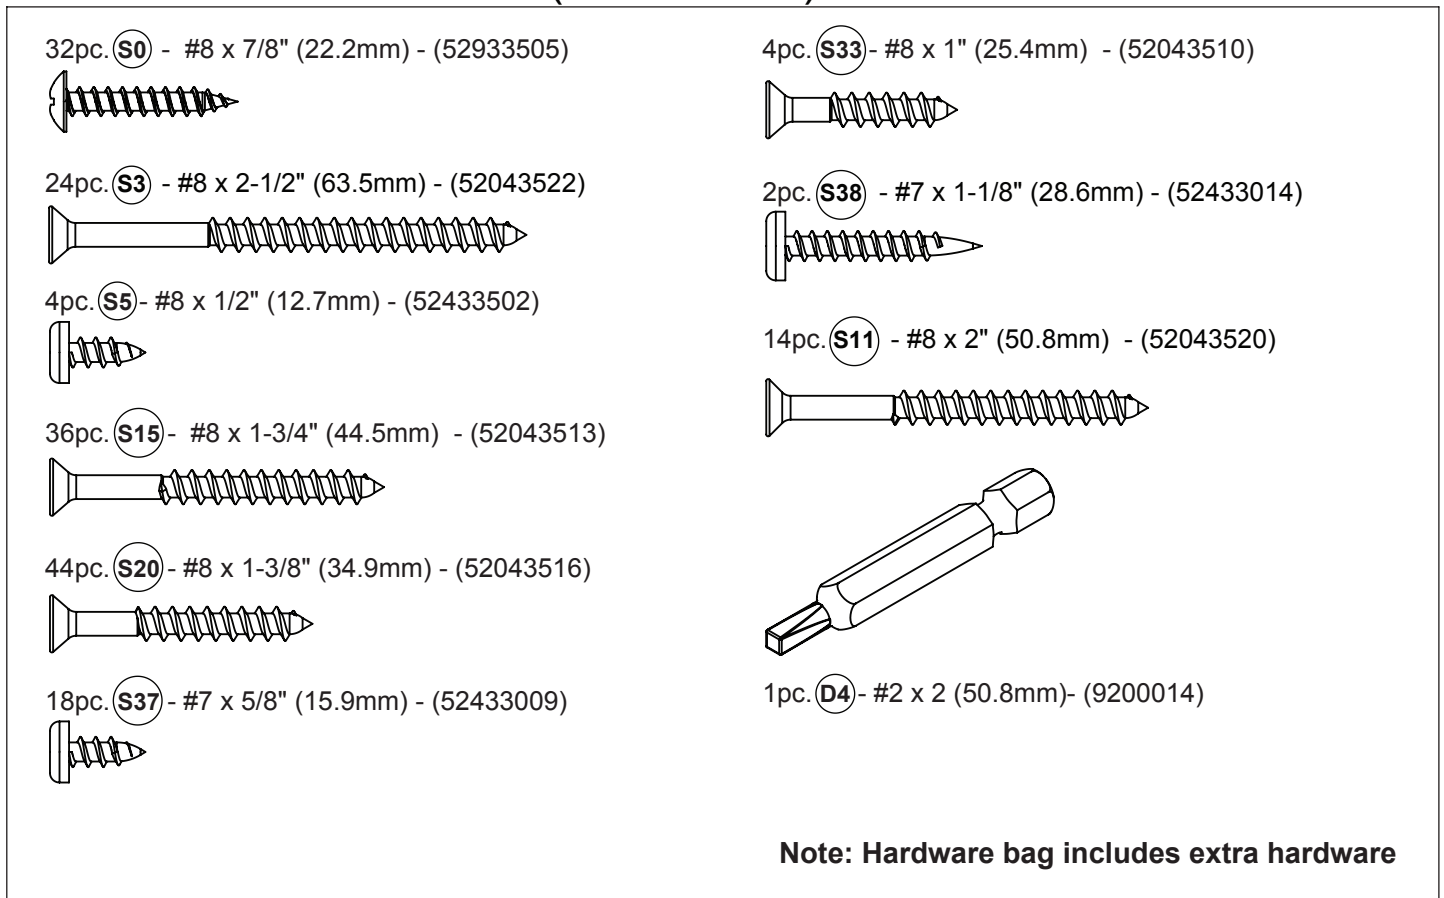 32pc. S0 - #8 x 7/8" (22.2mm) - (52933505)
24pc. S3 - #8 x 2-1/2" (63.5mm) - (52043522)
4pc. S5 - #8 x 1/2" (12.7mm) - (52433502)
36pc. S15 - #8 x 1-3/4" (44.5mm) - (52043513)
44pc. S20 - #8 x 1-3/8" (34.9mm) - (52043516)
18pc. S37 - #7 x 5/8" (15.9mm) - (52433009)
4pc. S33 - #8 x 1" (25.4mm) - (52043510)
2pc. S38 - #7 x 1-1/8" (28.6mm) - (52433014)
14pc. S11 - #8 x 2" (50.8mm) - (52043520)
1pc. D4 - #2 x 2 (50.8mm)- (9200014)
Note: Hardware bag includes extra hardware